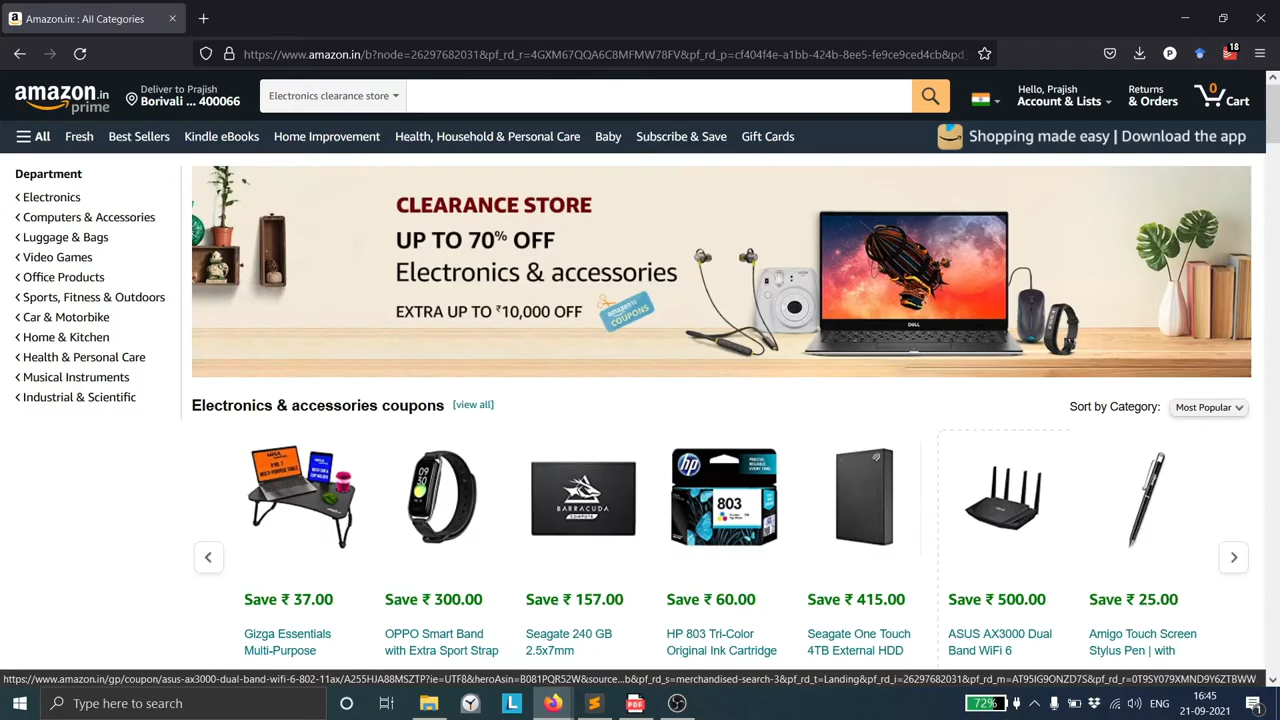 Amazon.in: : All Categories
https://www.amazon.in/b?node=26297682031&pf_rd_r=4GXM67QQA6C8MFMW78FV&pf_rd_p=cf404f4e-a1bb-424b-8ee5-fe9ce9ced4cb&pd_
18
amazon.in
prime
Deliver to Prajish
Borivali ... 400066
Electronics clearance store
Hello, Prajish
Account & Lists
Returns
& Orders
0
Cart
All
Fresh
Best Sellers
Kindle eBooks
Home Improvement
Health, Household & Personal Care
Baby
Subscribe & Save
Gift Cards
Shopping made easy | Download the app
Department
Electronics
Computers & Accessories
Luggage & Bags
Video Games
Office Products
Sports, Fitness & Outdoors
Car & Motorbike
Home & Kitchen
Health & Personal Care
Musical Instruments
Industrial & Scientific
CLEARANCE STORE
UP TO 70% OFF
Electronics & accessories
EXTRA UP TO ₹10,000 OFF
amazon.in
COUPONS
DELL
Electronics & accessories coupons [view all]
Sort by Category: Most Popular
BARRACUDA
COMPUTE
hp
803
Save ₹ 37.00
Save ₹ 300.00
Save ₹ 157.00
Save ₹ 60.00
Save ₹ 415.00
Save ₹ 500.00
Save ₹ 25.00
Gizga Essentials
Multi-Purpose
OPPO Smart Band
with Extra Sport Strap
Seagate 240 GB
2.5x7mm
HP 803 Tri-Color
Original Ink Cartridge
Seagate One Touch
4TB External HDD
ASUS AX3000 Dual
Band WiFi 6
Amigo Touch Screen
Stylus Pen | with
https://www.amazon.in/gp/coupon/asus-ax3000-dual-band-wifi-6-802-11ax/A255HJA88MSZTP?ie=UTF8&heroAsin=B081PQR52W&sourc...b&pf_rd_s=merchandised-search-3&pf_rd_t=Landing&pf_rd_i=26297682031&pf_rd_m=AT95IG9ONZD7S&pf_rd_r=0T9SY079XMND9Y6ZTBWW
Type here to search
72%
ENG
16:45
21-09-2021
1